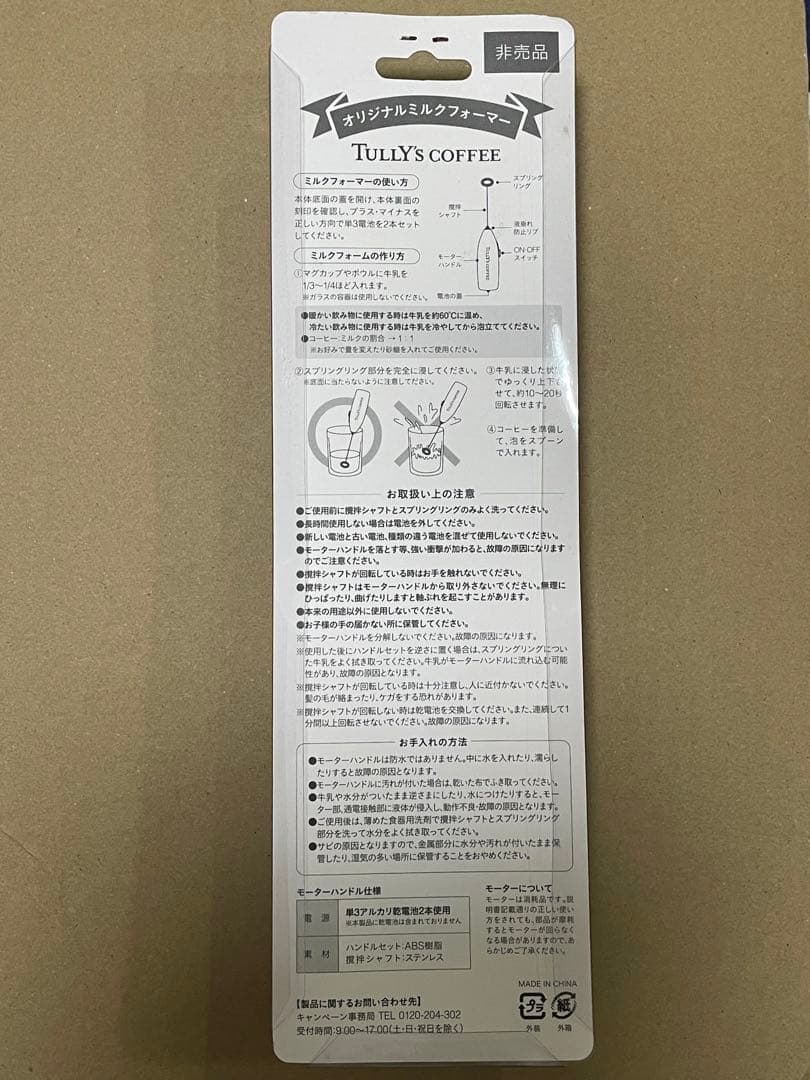 非売品
オリジナルミルクフォーマー
TULLY'S COFFEE
ミルクフォーマーの使い方
本体底面の蓋を開け、本体裏面の
刻印を確認し、プラス・マイナスを
正しい方向で単3電池を2本セット
してください。
スプリング
リング
攪拌
シャフト
液垂れ
防止リブ
ON-OFF
スイッチ
モーター
ハンドル
電池の蓋
TULLY'S COFFEE
ミルクフォームの作り方
①マグカップやボウルに牛乳を
1/3〜1/4ほど入れます。
※ガラスの容器は使用しないでください。
●暖かい飲み物に使用する時は牛乳を約60℃に温め、
冷たい飲み物に使用する時は牛乳を冷やしてから泡立ててください。
●コーヒー:ミルクの割合 → 1:1
※お好みで量を変えたり砂糖を入れてご使用ください。
②スプリングリング部分を完全に浸してください。
※底面に当たらないように注意してださい。
③牛乳に浸した状
でゆっくり上下
せて、約10〜20秒
回転させます。
④コーヒーを準備し
て、泡をスプーン
で入れます。
お取扱い上の注意
●ご使用前に攪拌シャフトとスプリングリングのみよく洗ってください。
●長時間使用しない場合は電池を外してください。
●新しい電池と古い電池、種類の違う電池を混ぜて使用しないでください。
●モーターハンドルを落とす等、強い衝撃が加わると、故障の原因になります
のでご注意ください。
●攪拌シャフトが回転している時はお手を触れないでください。
●攪拌シャフトはモーターハンドルから取り外さないでください。無理に
ひっぱったり、曲げたりしますと軸ぶれを起こすことがあります。
●本来の用途以外に使用しないでください。
●お子様の手の届かない所に保管してください。
※モーターハンドルを分解しないでください。故障の原因になります。
※使用した後にハンドルセットを逆さに置く場合は、スプリングリングについ
た牛乳をよく拭き取ってください。牛乳がモーターハンドルに流れ込む可能
性があり、故障の原因となります。
※攪拌シャフトが回転している時は十分注意し、人に近付かないでください。
髪の毛が絡まったり、ケガをする恐れがあります。
※攪拌シャフトが回転しない時は乾電池を交換してください。また、連続して1
分間以上回転させないでください。故障の原因になります。
お手入れの方法
●モーターハンドルは防水ではありません。中に水を入れたり、濡らし
たりすると故障の原因となります。
●モーターハンドルに汚れが付いた場合は、乾いた布でふき取ってください。
●牛乳や水分がついたまま逆さまにしたり、水につけたりすると、モー
ター部、通電接触部に液体が侵入し、動作不良・故障の原因となります。
●ご使用後は、薄めた食器用洗剤で攪拌シャフトとスプリングリング
部分を洗って水分をよく拭き取ってください。
●サビの原因となりますので、金属部分に水分や汚れが付いたまま保
管したり、湿気の多い場所に保管することをおやめください。
モーターハンドル仕様
電源
単3アルカリ乾電池2本使用
※本製品に乾電池は含まれておりません
素材
ハンドルセット:ABS樹脂
攪拌シャフト:ステンレス
モーターについて
モーターは消耗品です。説
明書記載通りの正しい使い
方をされても、部品が摩耗
するとモーターが回らなく
なる場合がありますので、あ
らかじめご了承ください。
MADE IN CHINA
プラ
外装
紙
外箱
【製品に関するお問い合わせ先】
キャンペーン事務局 TEL 0120-204-302
受付時間:9:00〜17:00(土・日・祝日を除く)